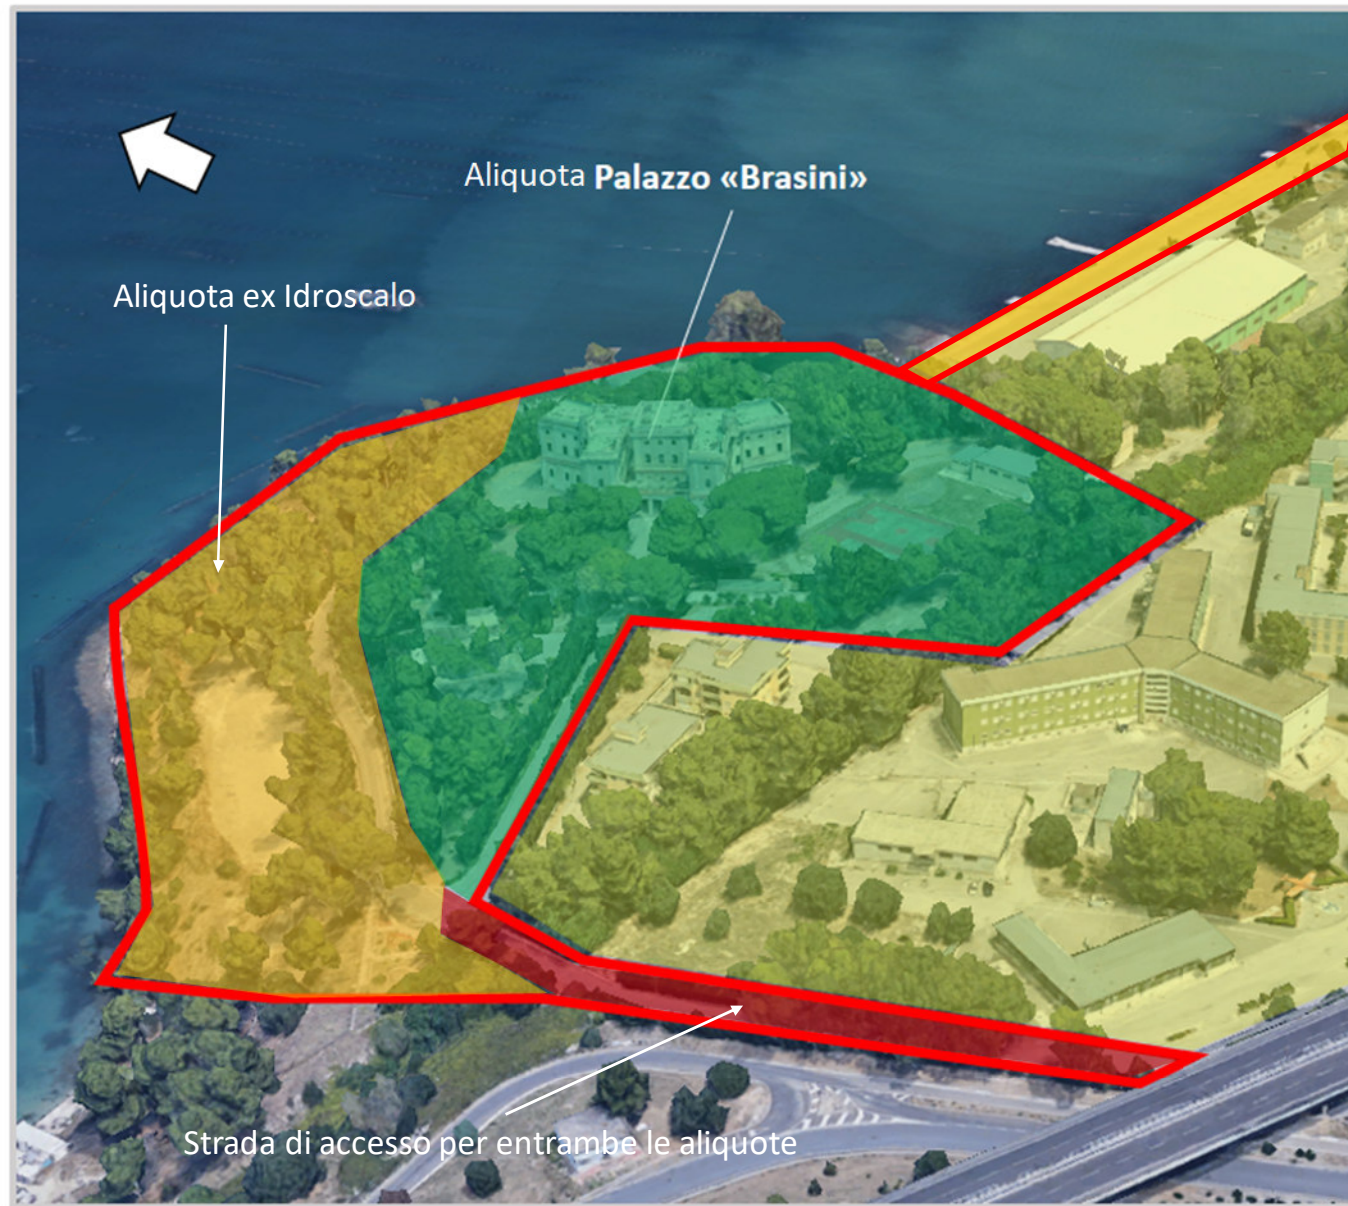 Aliquota Palazzo «Brasini»
Aliquota ex Idroscalo
Strada di accesso per entrambe le aliquote